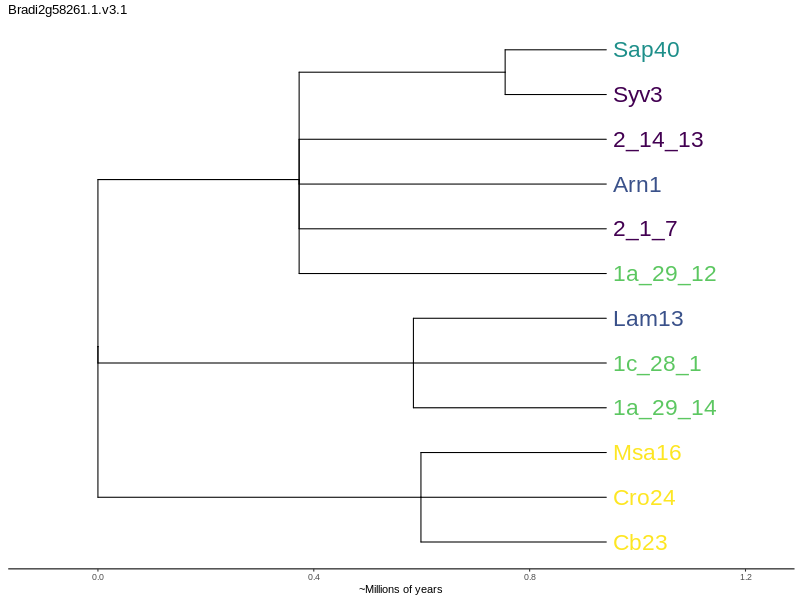 Bradi2g58261.1.v3.1
Sap40
Syv3
2_14_13
Arn1
2_1_7
1a_29_12
Lam13
1c_28_1
1a_29_14
Msa16
Cro24
Cb23
0.0 0.4 0.8 1.2
~Millions of years